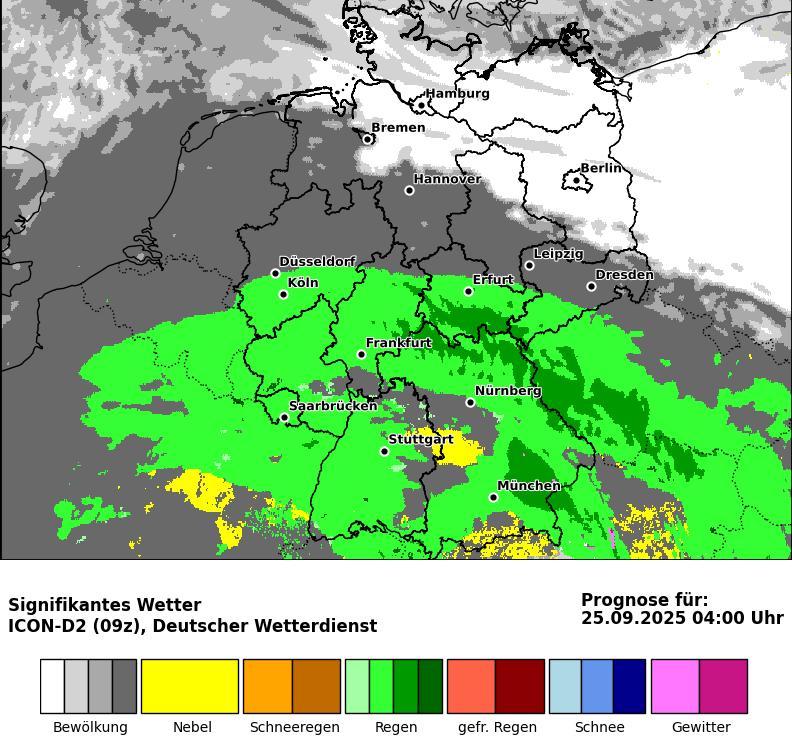 Hamburg
Bremen
Berlin
Hannover
Leipzig
Düsseldorf
Dresden
Köln
Erfurt
Frankfurt
Nürnberg
Saarbrücken
Stuttgart
München
Signifikantes Wetter
ICON-D2 (09z), Deutscher Wetterdienst
Prognose für:
25.09.2025 04:00 Uhr
Bewölkung Nebel Schneeregen Regen gefr. Regen Schnee Gewitter